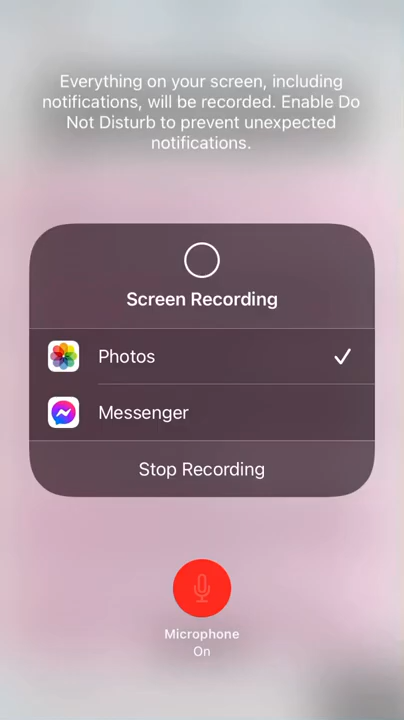 Everything on your screen, including
notifications, will be recorded. Enable Do
Not Disturb to prevent unexpected
notifications.
Screen Recording
Photos
Messenger
Stop Recording
Microphone
On